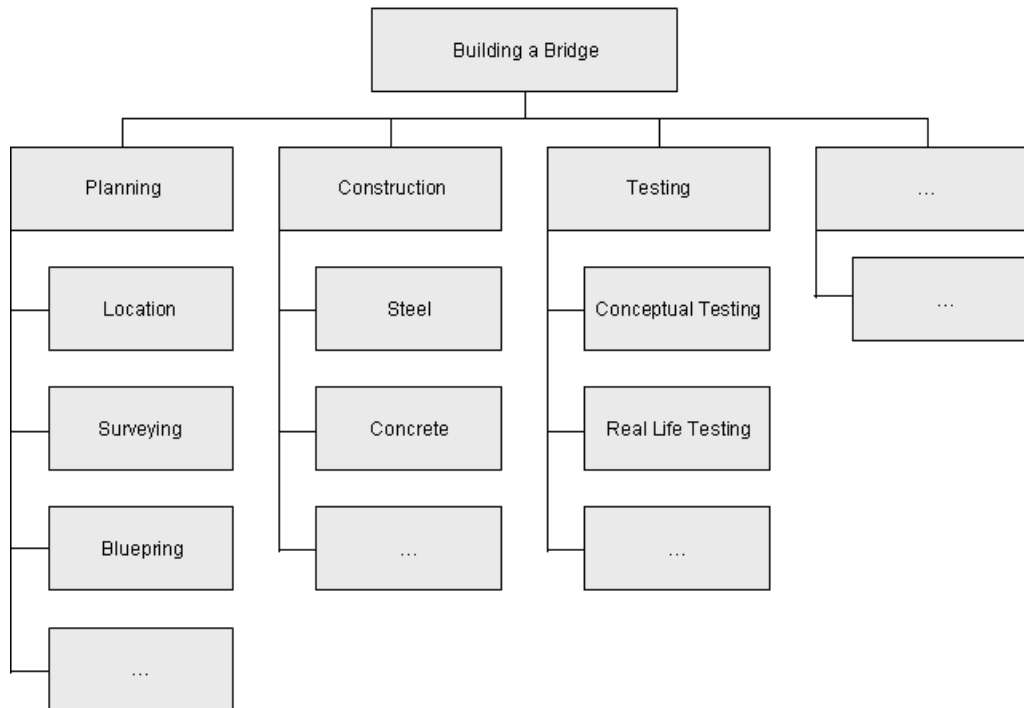 Building a Bridge
Planning
Construction
Testing
...
Location
Steel
Conceptual Testing
...
Surveying
Concrete
Real Life Testing
Bluepring
...
...
...